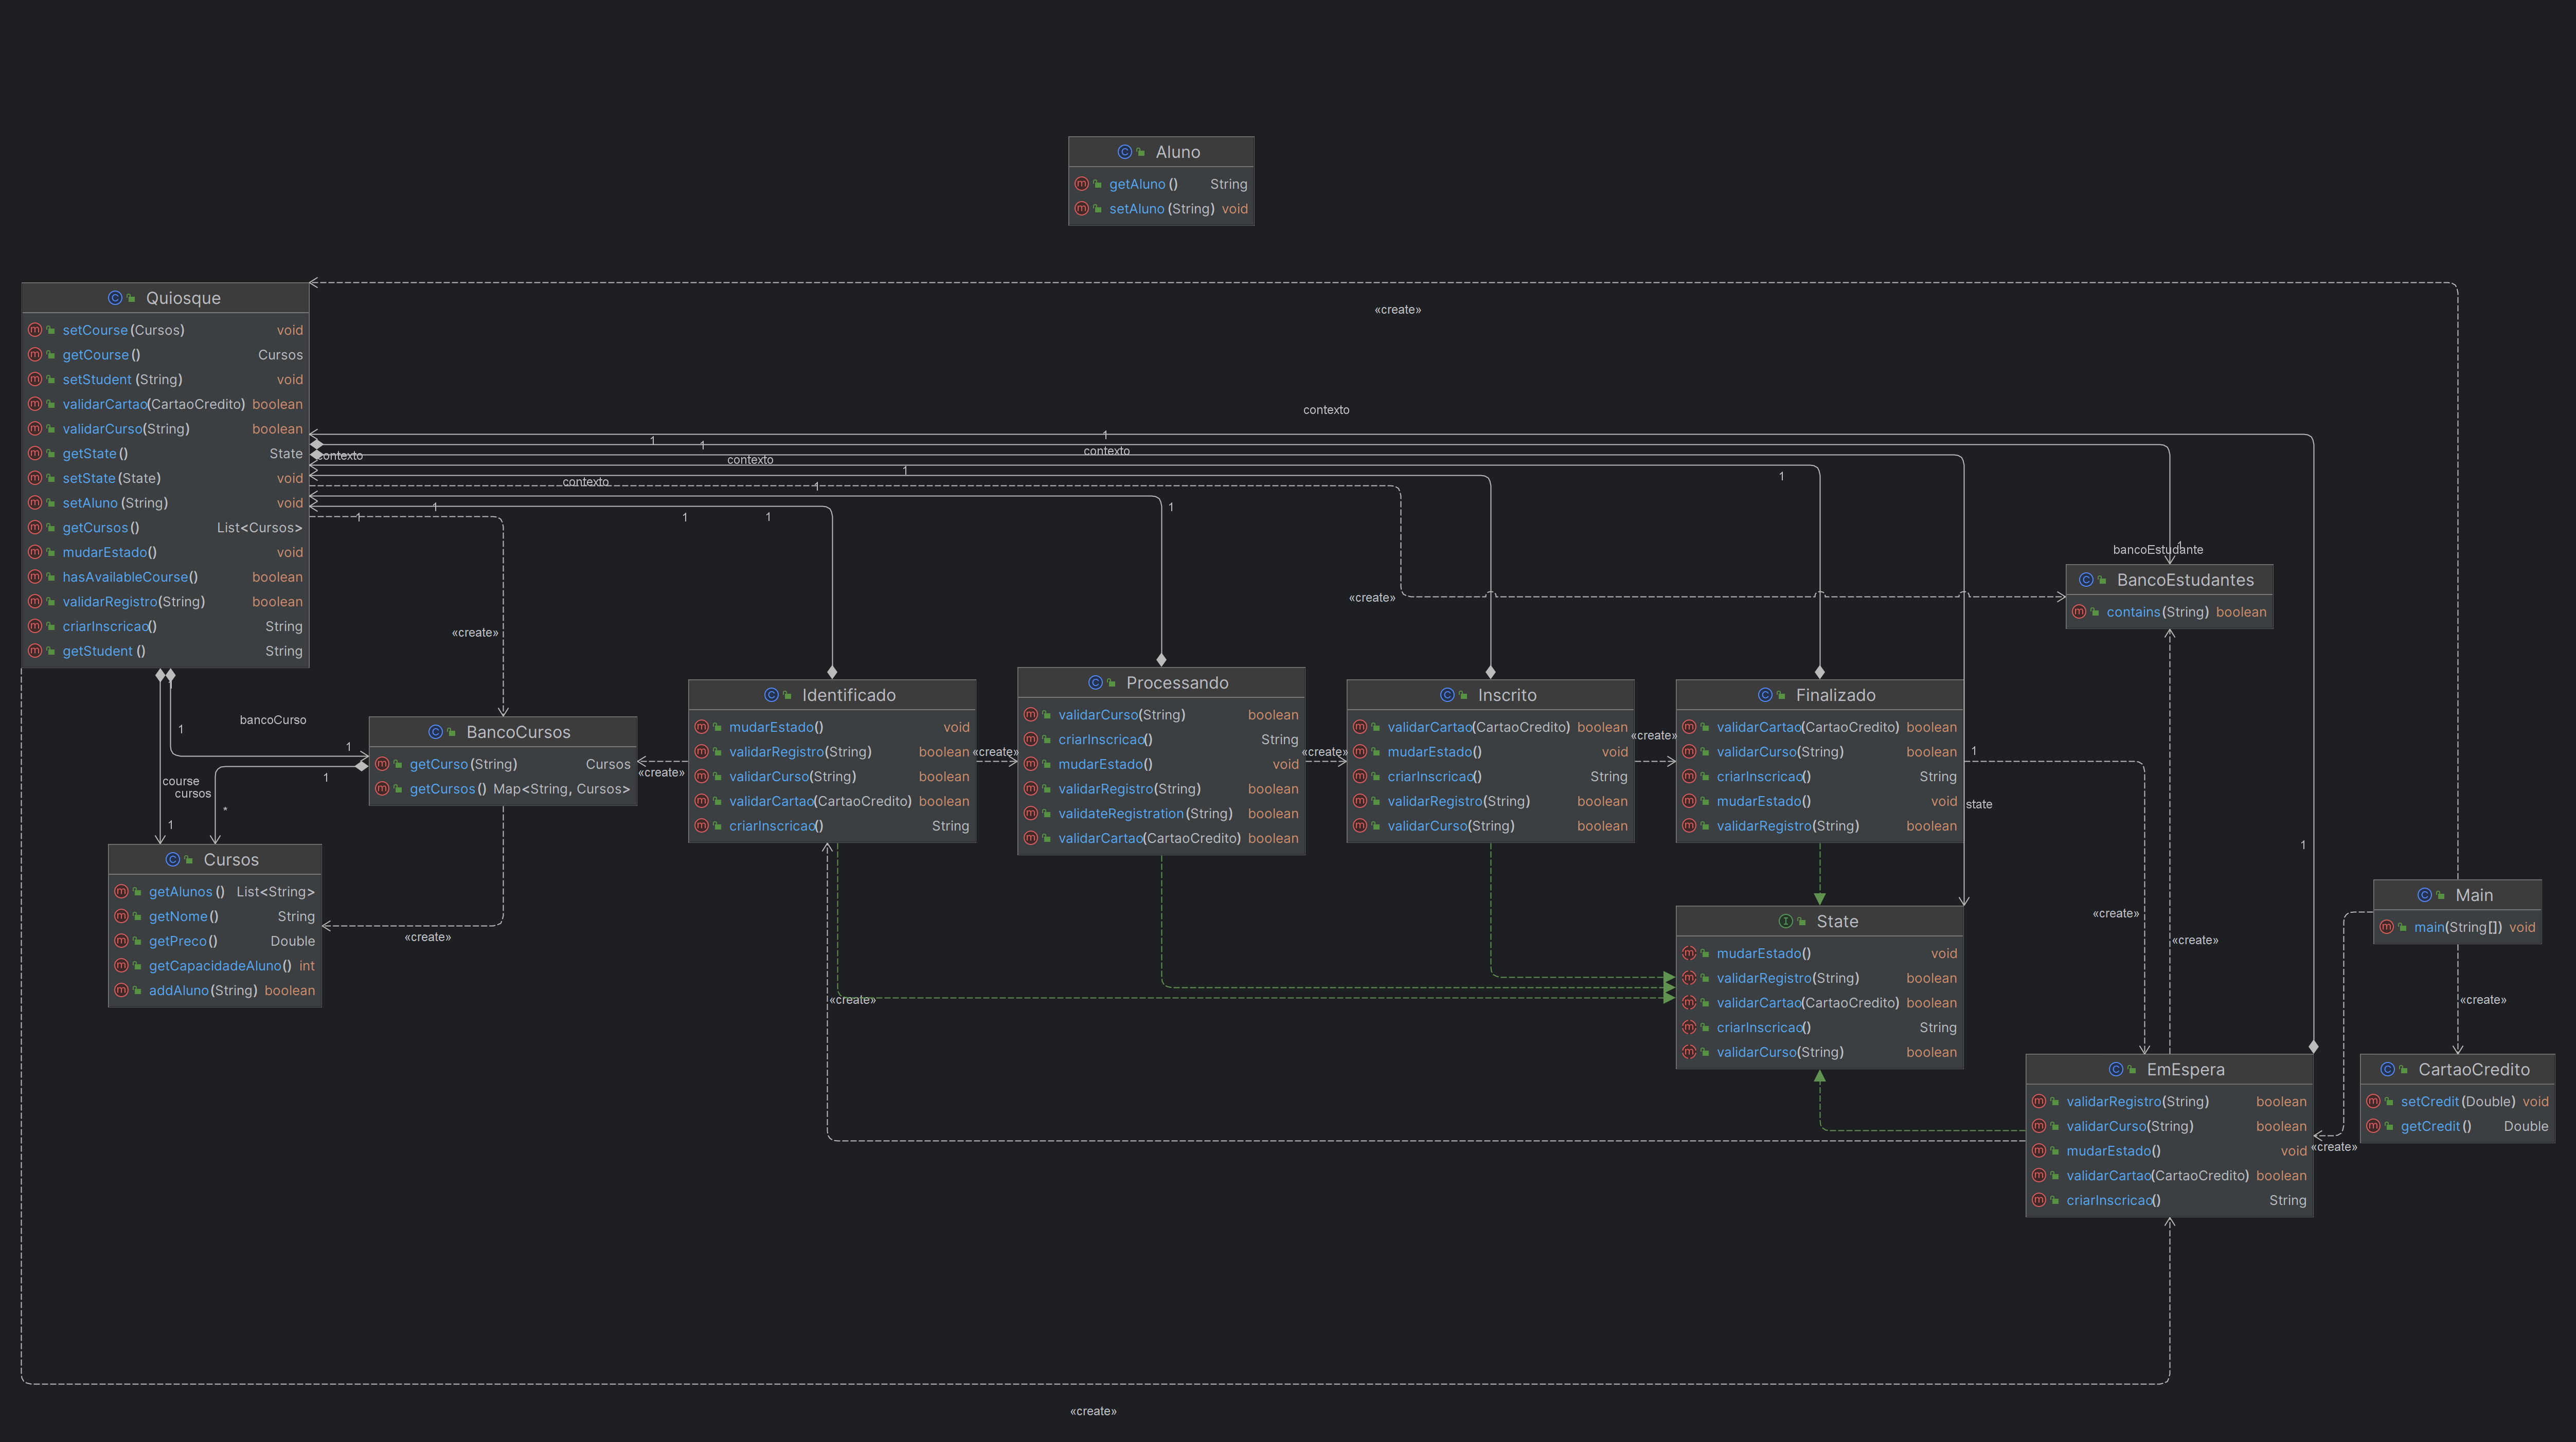 Aluno
getAluno () String
setAluno (String) void
Quiosque
setCourse (Cursos) void
getCourse () Cursos
setStudent (String) void
validarCartao(CartaoCredito) boolean
validarCurso(String) boolean
getState () State
setState (State) void
setAluno (String) void
getCursos () List<Cursos>
mudarEstado() void
hasAvailableCourse() boolean
validarRegistro(String) boolean
criarInscricao() String
getStudent () String
«create»
contexto
1
1
1
contexto
contexto
contexto
1
1
contexto
1
1
1
1
1
1
bancoEstudante
1
«create»
BancoEstudantes
contains (String) boolean
«create»
1
bancoCurso
1
1
1
course
cursos
*
1
BancoCursos
getCurso (String) Cursos
getCursos () Map<String, Cursos>
«create»
Identificado
mudarEstado() void
validarRegistro(String) boolean
validarCurso(String) boolean
validarCartao(CartaoCredito) boolean
criarInscricao() String
«create»
Processando
validarCurso(String) boolean
criarInscricao() String
mudarEstado() void
validarRegistro(String) boolean
validateRegistration (String) boolean
validarCartao(CartaoCredito) boolean
«create»
Inscrito
validarCartao(CartaoCredito) boolean
mudarEstado() void
criarInscricao() String
validarRegistro(String) boolean
validarCurso(String) boolean
«create»
Finalizado
validarCartao(CartaoCredito) boolean
validarCurso(String) boolean
criarInscricao() String
mudarEstado() void
validarRegistro(String) boolean
1
state
1
Cursos
getAlunos () List<String>
getNome () String
getPreco () Double
getCapacidadeAluno() int
addAluno (String) boolean
«create»
«create»
State
mudarEstado() void
validarRegistro(String) boolean
validarCartao(CartaoCredito) boolean
criarInscricao() String
validarCurso(String) boolean
«create»
«create»
Main
main(String[]) void
«create»
EmEspera
validarRegistro(String) boolean
validarCurso(String) boolean
mudarEstado() void
validarCartao(CartaoCredito) boolean
criarInscricao() String
«create»
CartaoCredito
setCredit (Double) void
getCredit () Double
«create»